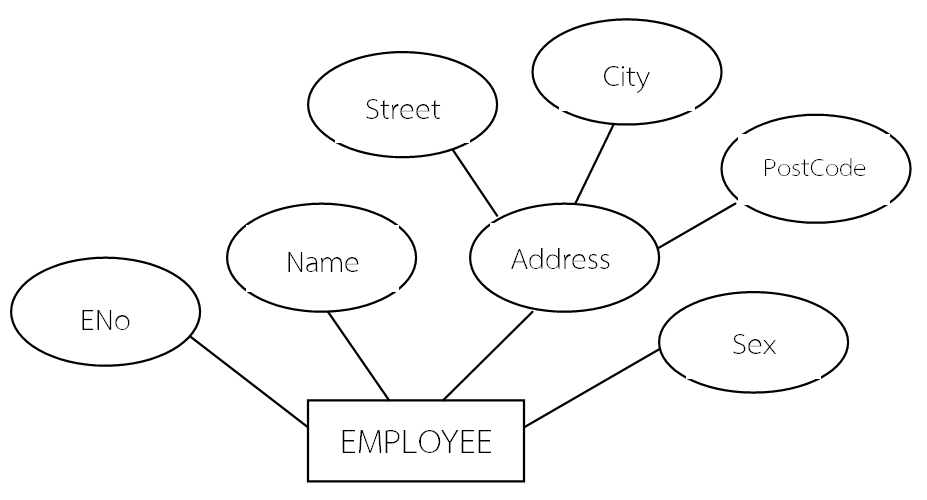 City
Street
PostCode
Name
Address
ENo
Sex
EMPLOYEE